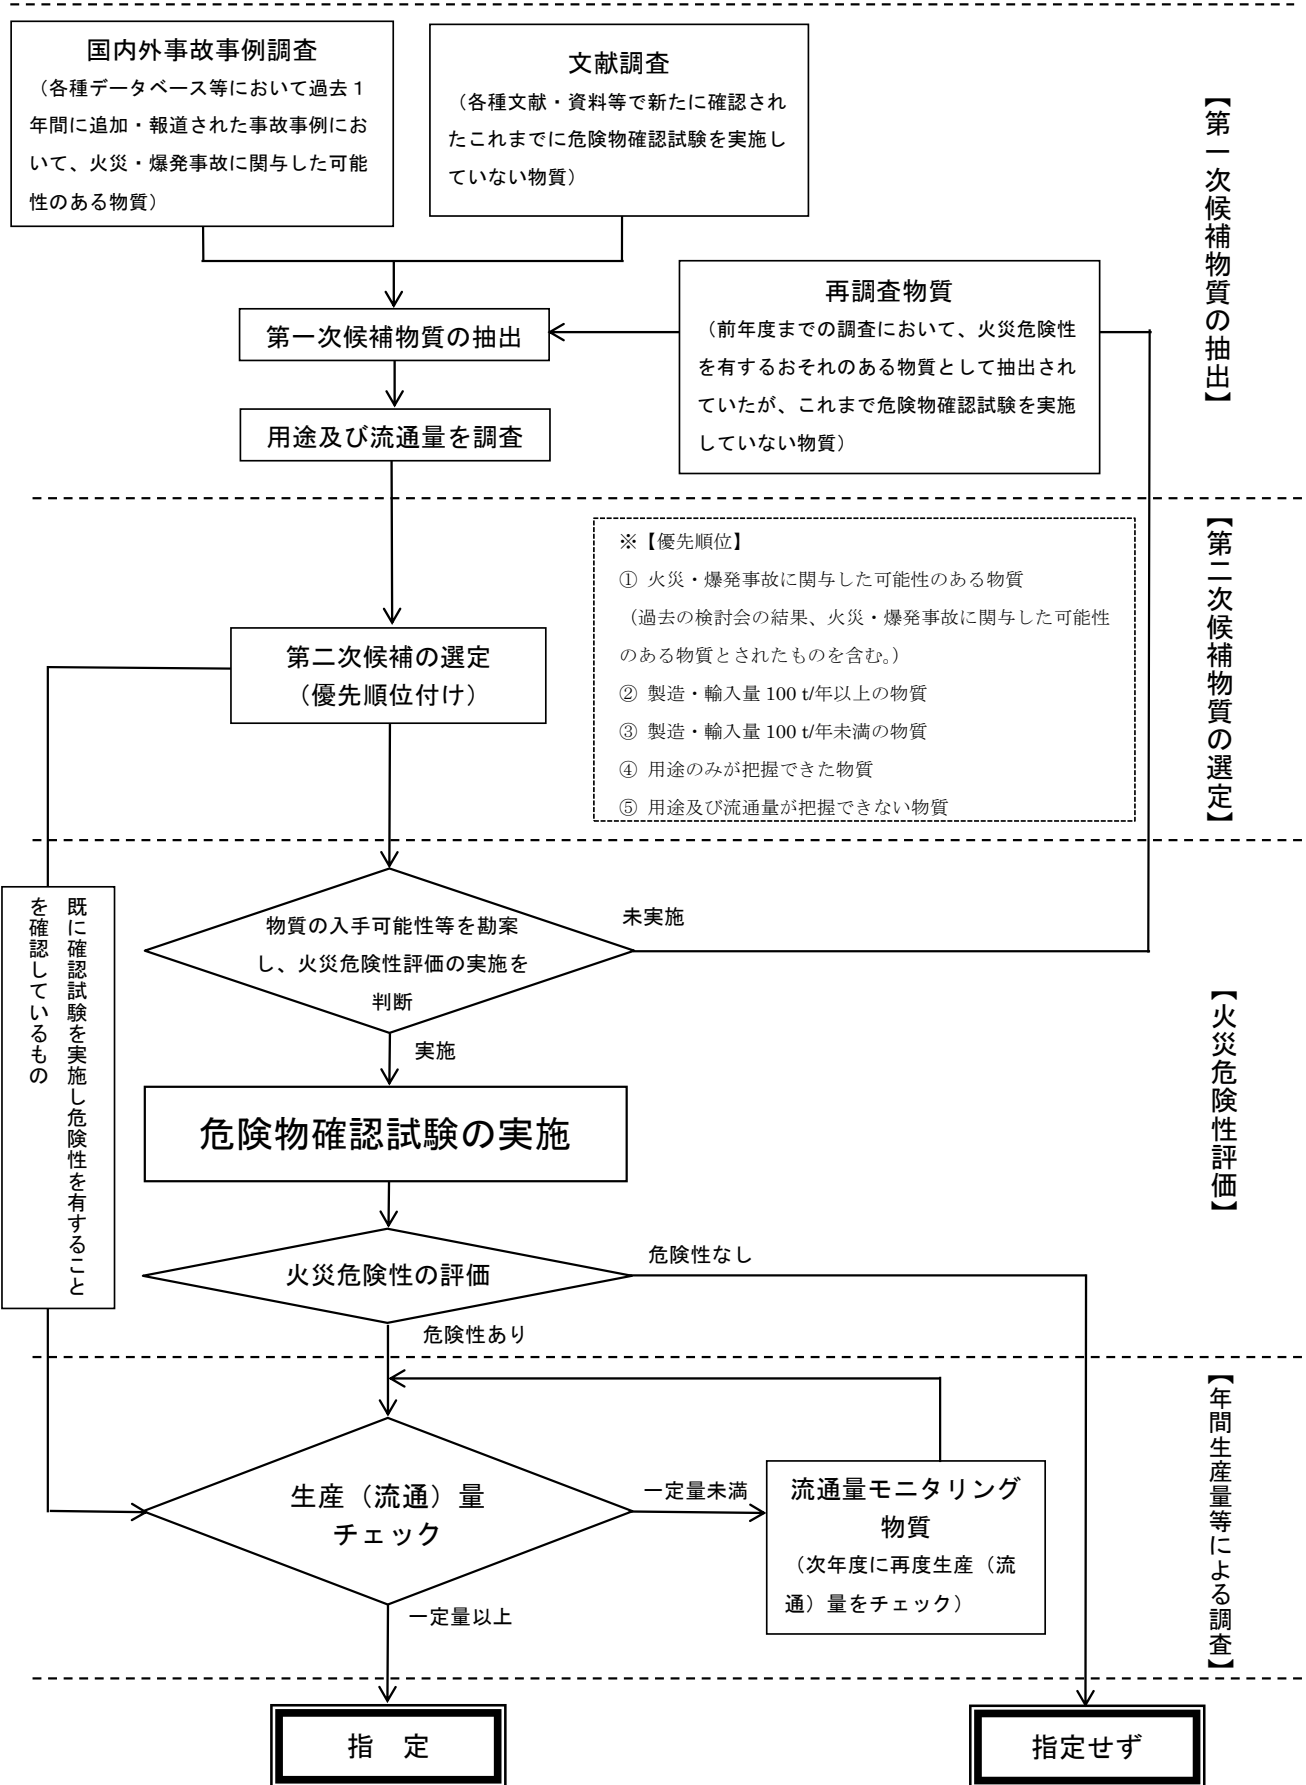 国内外事故事例調査
（各種データベース等において過去１
年間に追加・報道された事故事例にお
いて、火災・爆発事故に関与した可能
性のある物質）
文献調査
（各種文献・資料等で新たに確認され
たこれまでに危険物確認試験を実施し
ていない物質）
【第一次候補物質の抽出】
再調査物質
（前年度までの調査において、火災危険性
を有するおそれのある物質として抽出され
ていたが、これまで危険物確認試験を実施
していない物質）
第一次候補物質の抽出
用途及び流通量を調査
【第二次候補物質の選定】
※【優先順位】
① 火災・爆発事故に関与した可能性のある物質
（過去の検討会の結果、火災・爆発事故に関与した可能性
のある物質とされたものを含む。）
② 製造・輸入量 100 t/年以上の物質
③ 製造・輸入量 100 t/年未満の物質
④ 用途のみが把握できた物質
⑤ 用途及び流通量が把握できない物質
第二次候補の選定
（優先順位付け）
既に確認試験を実施し危険性を有すること
を確認しているもの
物質の入手可能性等を勘案
し、火災危険性評価の実施を
判断
未実施
実施
【火災危険性評価】
危険物確認試験の実施
火災危険性の評価
危険性なし
危険性あり
【年間生産量等による調査】
生産（流通）量
チェック
一定量未満
流通量モニタリング
物質
（次年度に再度生産（流
通）量をチェック）
一定量以上
指　定
指定せず